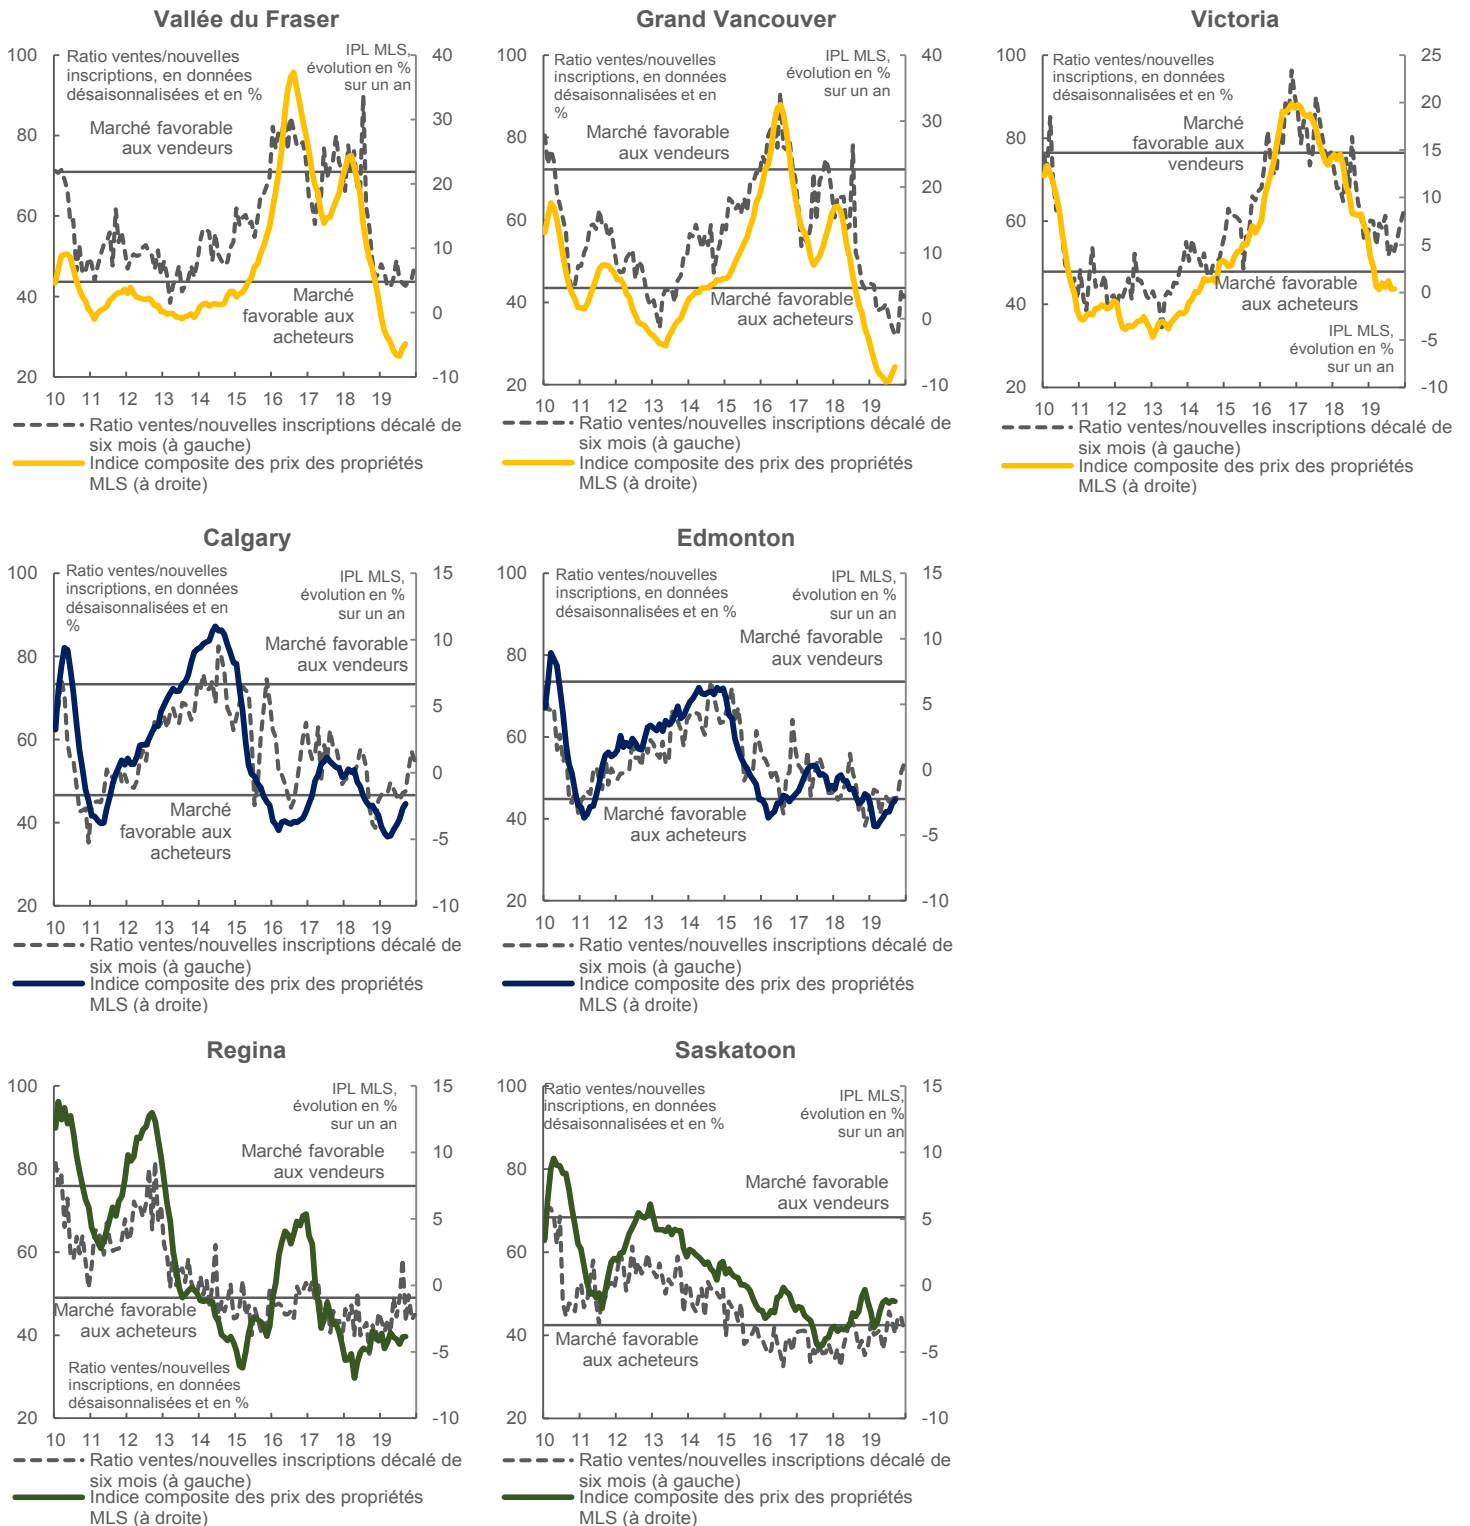 Vallée du Fraser
100
80
60
40
20
40
30
20
10
0
-10
Ratio ventes/nouvelles
inscriptions, en données
désaisonnalisées et en %
IPL MLS,
évolution en %
sur un an
Marché favorable
aux vendeurs
Marché
favorable aux
acheteurs
10 11 12 13 14 15 16 17 18 19
Ratio ventes/nouvelles inscriptions décalé de
six mois (à gauche)
Indice composite des prix des propriétés
MLS (à droite)
Grand Vancouver
100
80
60
40
20
40
30
20
10
0
-10
Ratio ventes/nouvelles
inscriptions, en données
désaisonnalisées et en
%
IPL MLS,
évolution en %
sur un an
Marché favorable
aux vendeurs
Marché favorable
aux acheteurs
10 11 12 13 14 15 16 17 18 19
Ratio ventes/nouvelles inscriptions décalé de
six mois (à gauche)
Indice composite des prix des propriétés
MLS (à droite)
Victoria
100
80
60
40
20
25
20
15
10
5
0
-5
-10
Ratio ventes/nouvelles
inscriptions, en données
désaisonnalisées et en %
Marché
favorable aux
vendeurs
Marché favorable
aux acheteurs
IPL MLS,
évolution en %
sur un an
10 11 12 13 14 15 16 17 18 19
Ratio ventes/nouvelles inscriptions décalé de
six mois (à gauche)
Indice composite des prix des propriétés
MLS (à droite)
Calgary
100
80
60
40
20
15
10
5
0
-5
-10
Ratio ventes/nouvelles
inscriptions, en données
désaisonnalisées et en
%
IPL MLS,
évolution en %
sur un an
Marché favorable
aux vendeurs
Marché
favorable aux
acheteurs
10 11 12 13 14 15 16 17 18 19
Ratio ventes/nouvelles inscriptions décalé de
six mois (à gauche)
Indice composite des prix des propriétés
MLS (à droite)
Edmonton
100
80
60
40
20
15
10
5
0
-5
-10
Ratio ventes/nouvelles
inscriptions, en données
désaisonnalisées et en %
IPL MLS,
évolution en %
sur un an
Marché favorable
aux vendeurs
Marché favorable
aux acheteurs
10 11 12 13 14 15 16 17 18 19
Ratio ventes/nouvelles inscriptions décalé de
six mois (à gauche)
Indice composite des prix des propriétés
MLS (à droite)
Regina
100
80
60
40
20
15
10
5
0
-5
-10
IPL MLS,
évolution en %
sur un an
Marché favorable
aux vendeurs
Marché favorable
aux acheteurs
Ratio ventes/nouvelles
inscriptions, en données
désaisonnalisées et en %
10 11 12 13 14 15 16 17 18 19
Ratio ventes/nouvelles inscriptions décalé de
six mois (à gauche)
Indice composite des prix des propriétés
MLS (à droite)
Saskatoon
100
80
60
40
20
15
10
5
0
-5
-10
Ratio ventes/nouvelles
inscriptions, en données
désaisonnalisées et en %
IPL MLS,
évolution en %
sur un an
Marché favorable
aux vendeurs
Marché favorable
aux acheteurs
10 11 12 13 14 15 16 17 18 19
Ratio ventes/nouvelles inscriptions décalé de
six mois (à gauche)
Indice composite des prix des propriétés
MLS (à droite)